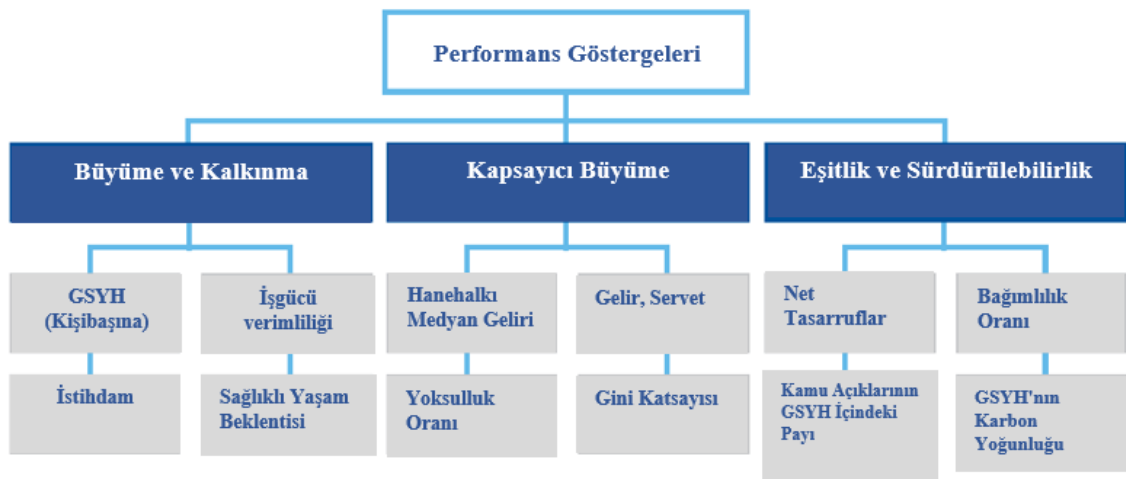 Performans Göstergeleri
Büyüme ve Kalkınma
Kapsayıcı Büyüme
Eşitlik ve Sürdürülebilirlik
GSYH
(Kişibaşına)
İşgücü
verimliliği
Hanehalkı
Medyan Geliri
Gelir, Servet
Net
Tasarruflar
Bağımlılık
Oranı
İstihdam
Sağlıklı Yaşam
Beklentisi
Yoksulluk
Oranı
Gini Katsayısı
Kamu Açıklarının
GSYH İçindeki
Payı
GSYH'nın
Karbon
Yoğunluğu